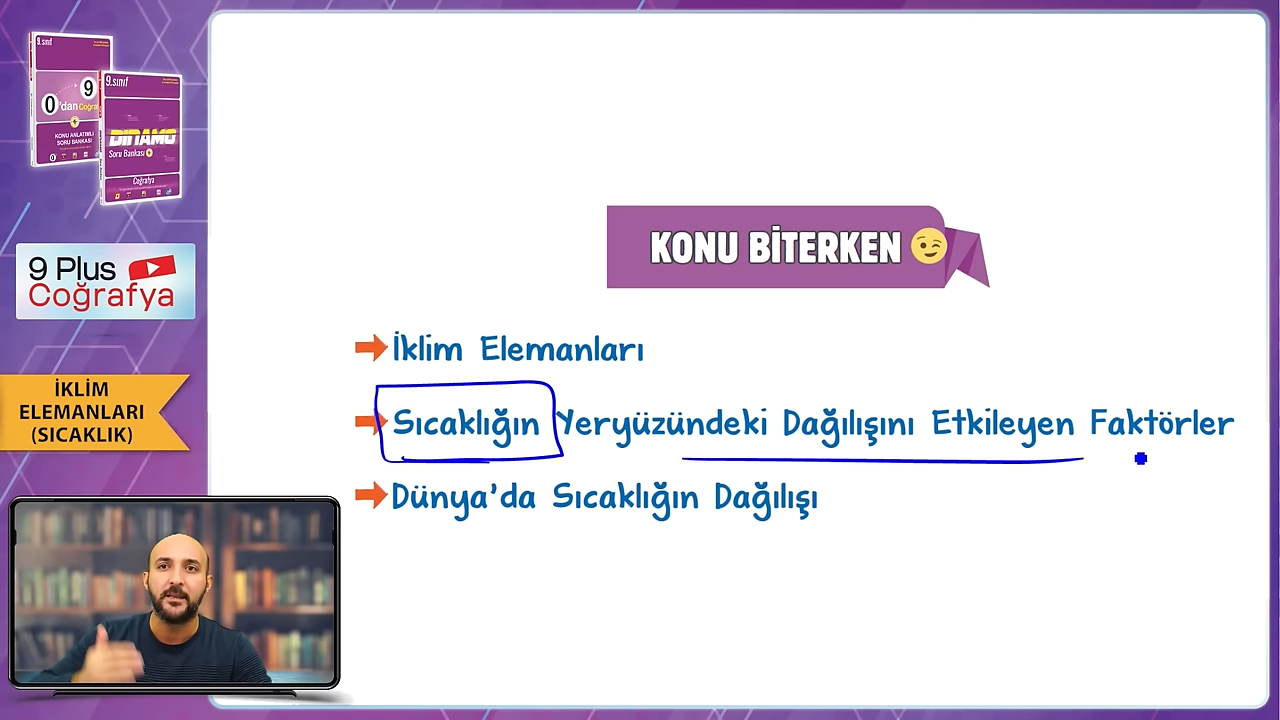 9.sınıf
0'dan 9
Coğrafya
KONU ANLATIMLI
SORU BANKASI
9.sınıf
DİNAMO
Soru Bankası
Coğrafya
9 Plus
Coğrafya
İKLİM
ELEMANLARI
(SICAKLIK)
KONU BİTERKEN
İklim Elemanları
Sıcaklığın Yeryüzündeki Dağılışını Etkileyen Faktörler
Dünya'da Sıcaklığın Dağılışı